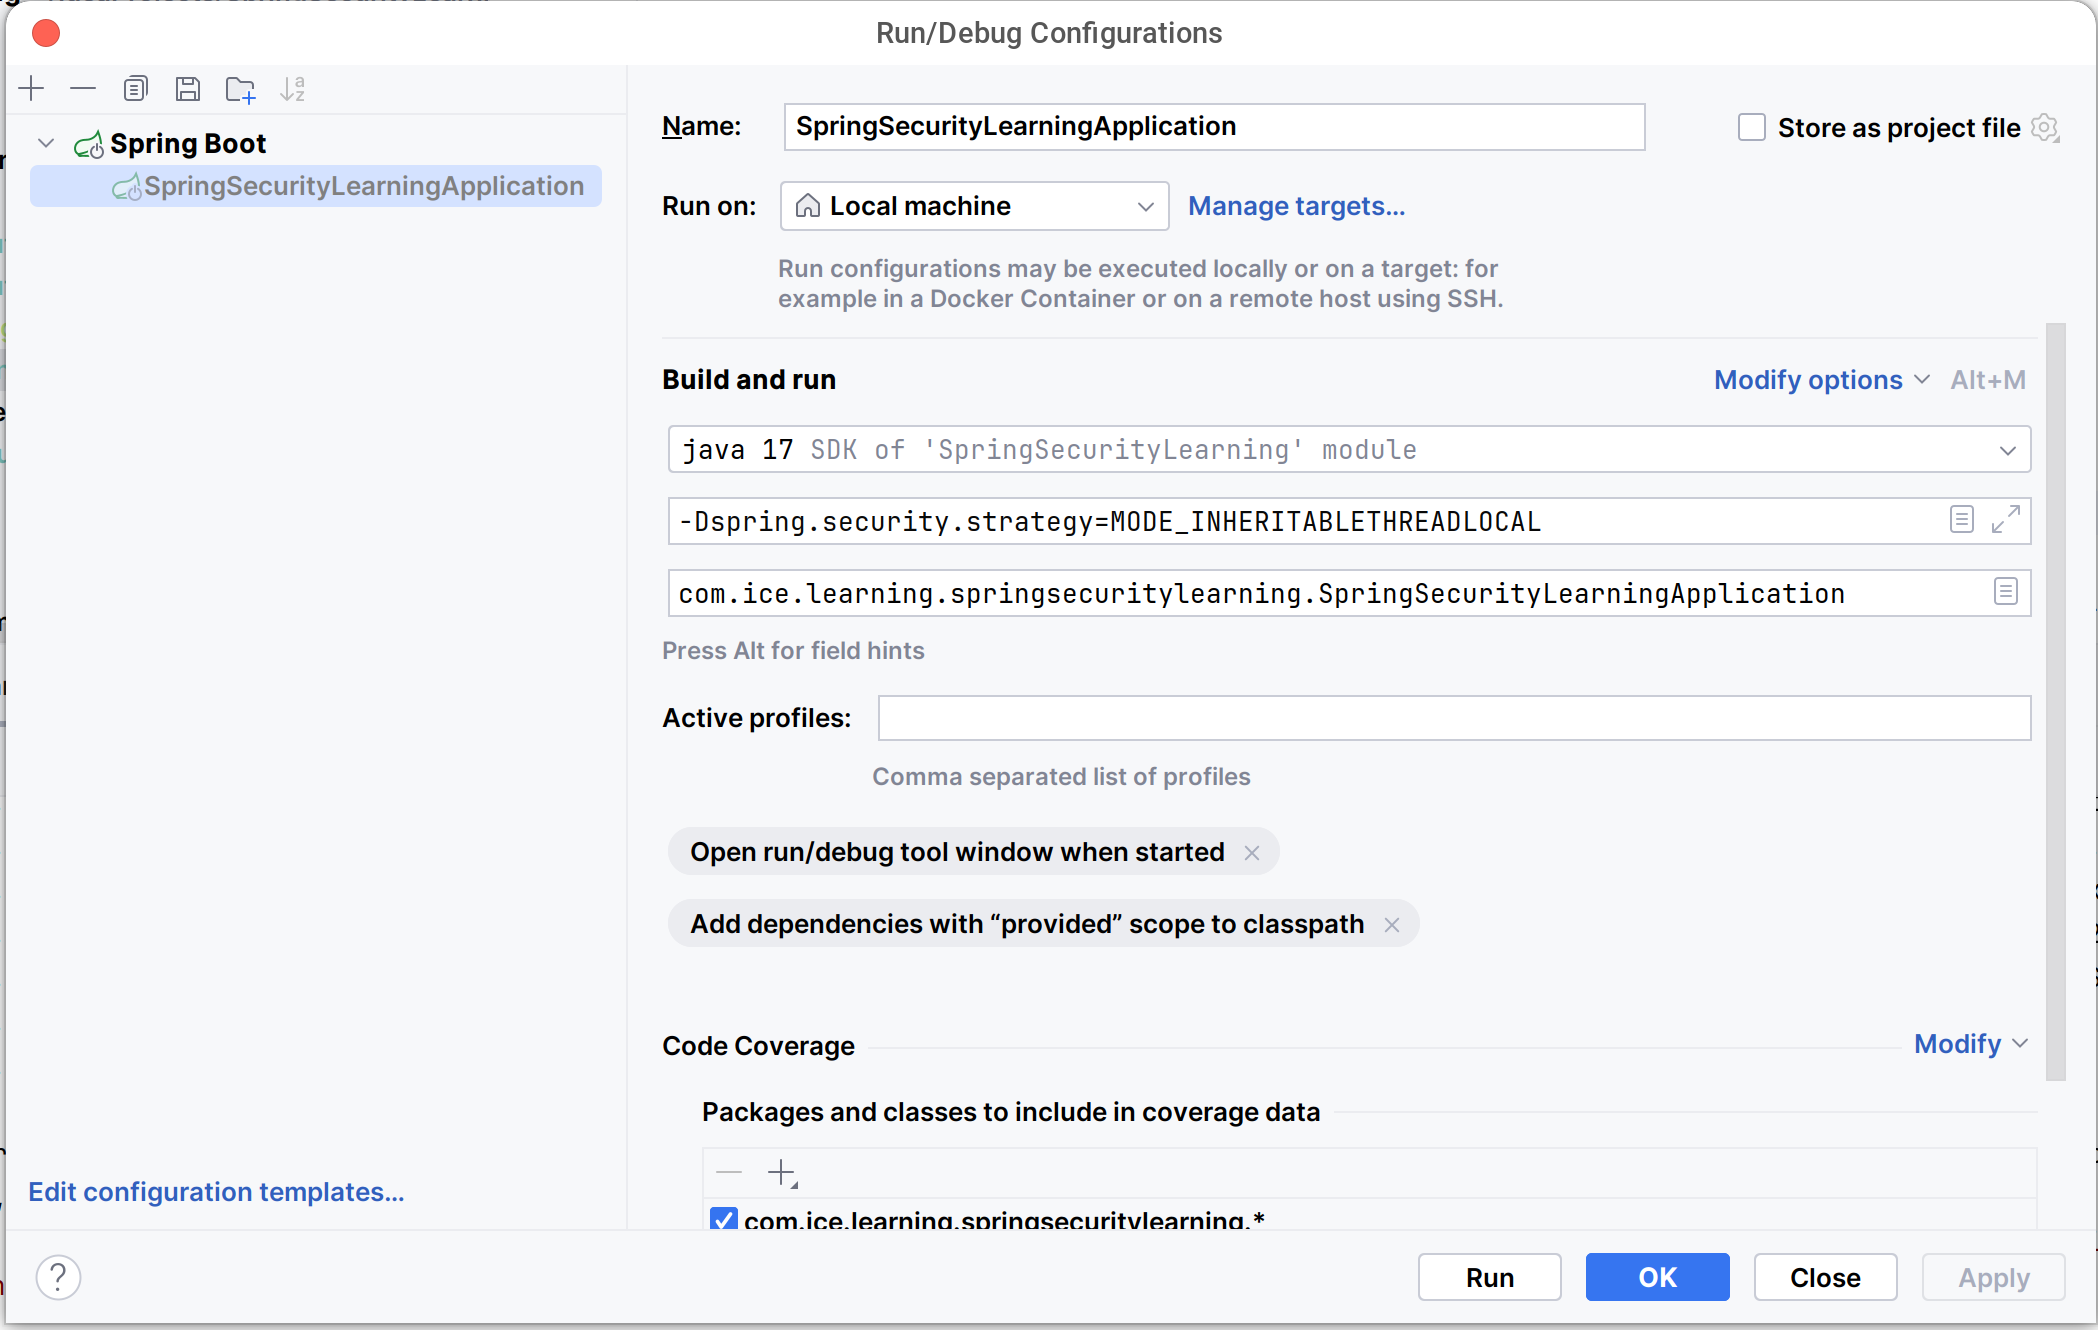 Run/Debug Configurations
Spring Boot
SpringSecurityLearningApplication
Edit configuration templates...
Name: SpringSecurityLearningApplication
Store as project file
Run on: Local machine Manage targets...
Run configurations may be executed locally or on a target: for
example in a Docker Container or on a remote host using SSH.
Build and run Modify options Alt+M
java 17 SDK of 'SpringSecurityLearning' module
-Dspring.security.strategy=MODE_INHERITABLETHREADLOCAL
com.ice.learning.springsecuritylearning.SpringSecurityLearningApplication
Press Alt for field hints
Active profiles:
Comma separated list of profiles
Open run/debug tool window when started
Add dependencies with “provided” scope to classpath
Code Coverage Modify
Packages and classes to include in coverage data
com.ice.learning.springsecuritylearning.*
? Run OK Close Apply